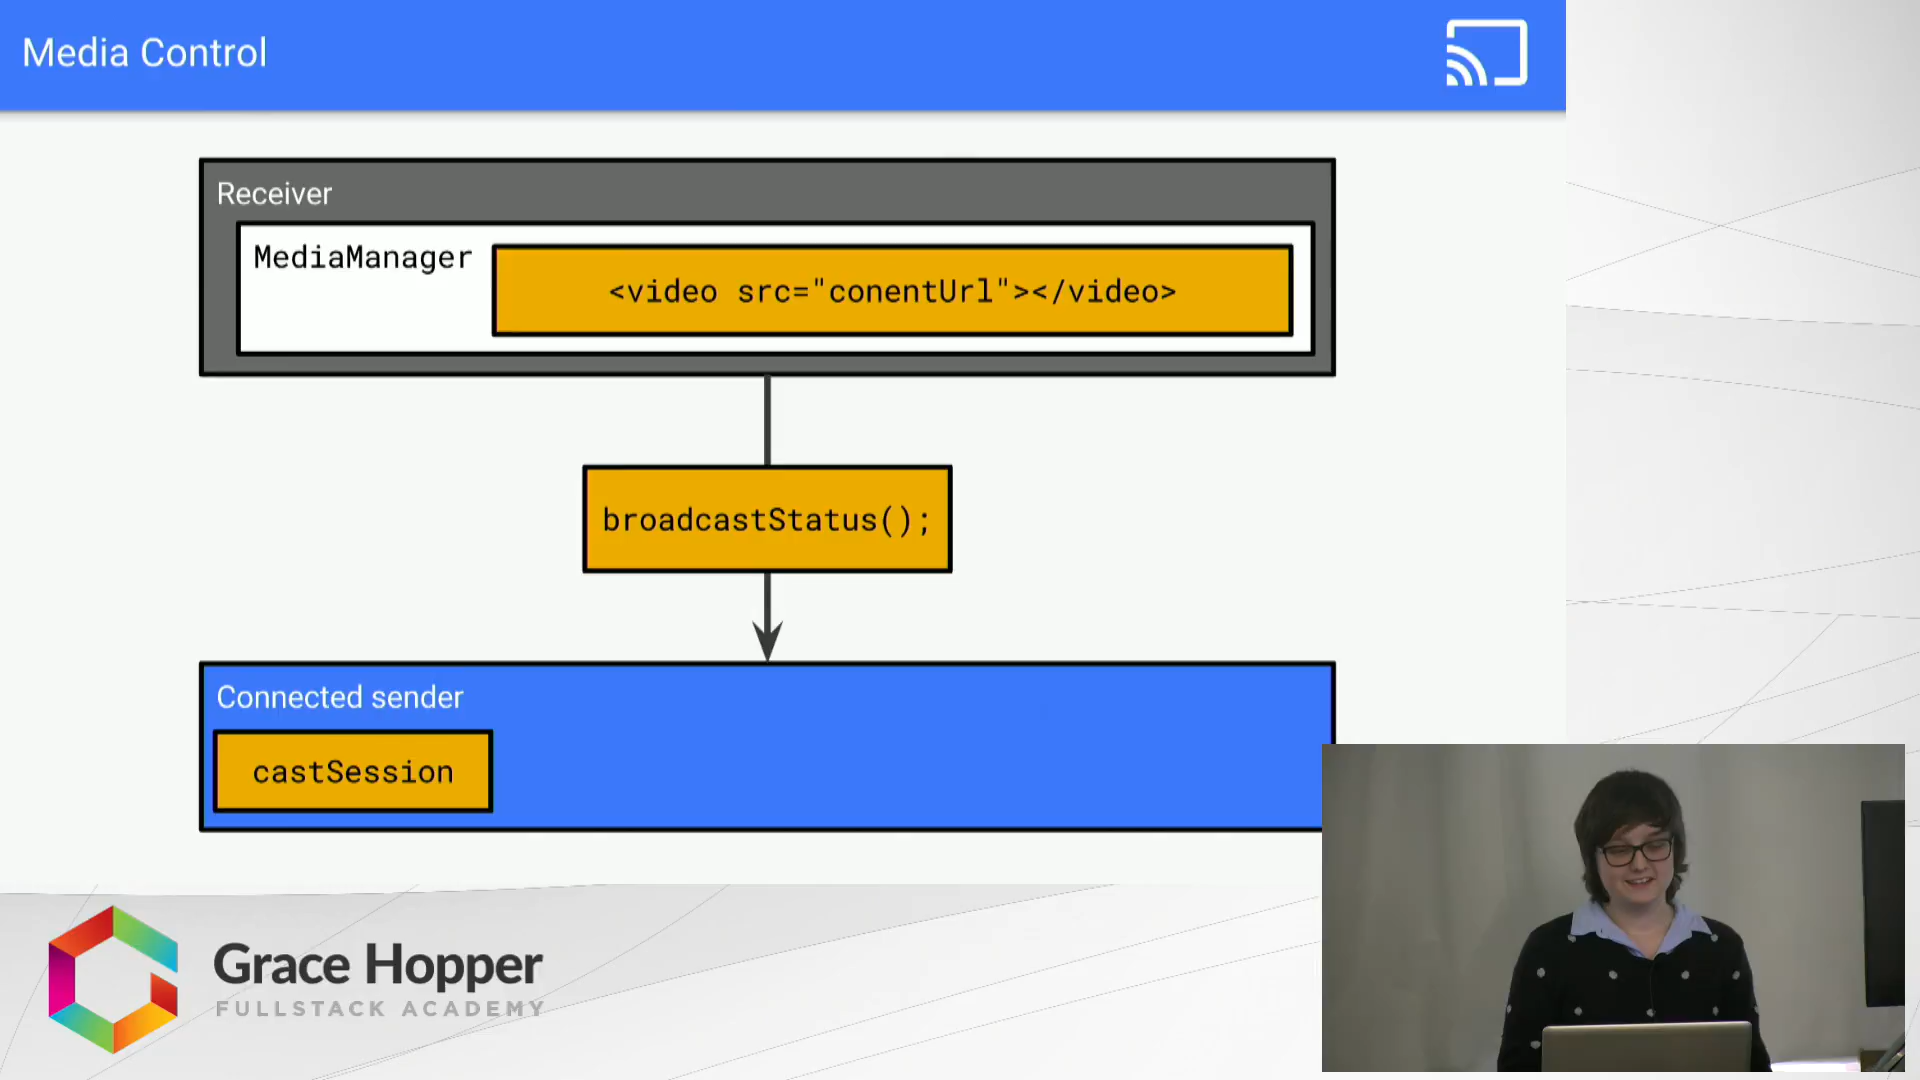 Media Control
Receiver
MediaManager
<video src="conentUrl"></video>
broadcastStatus();
Connected sender
castSession
Grace Hopper
FULLSTACK ACADEMY